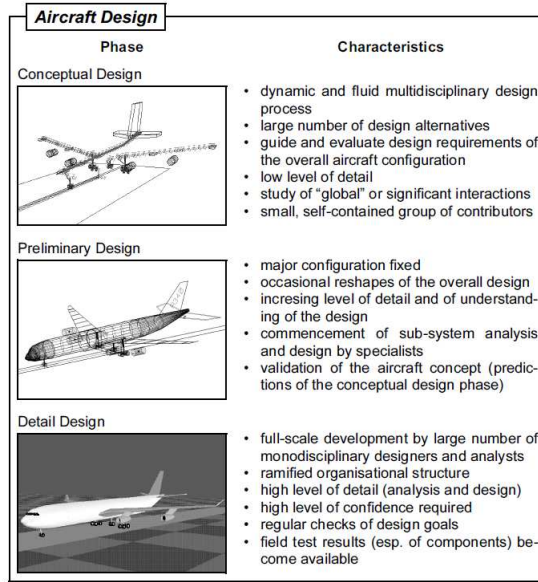 Aircraft Design
Phase
Characteristics
Conceptual Design
• dynamic and fluid multidisciplinary design
process
• large number of design alternatives
• guide and evaluate design requirements of
the overall aircraft configuration
• low level of detail
• study of “global” or significant interactions
• small, self-contained group of contributors
Preliminary Design
• major configuration fixed
• occasional reshapes of the overall design
• incresing level of detail and of understand-
ing of the design
• commencement of sub-system analysis
and design by specialists
• validation of the aircraft concept (predic-
tions of the conceptual design phase)
Detail Design
• full-scale development by large number of
monodisciplinary designers and analysts
• ramified organisational structure
• high level of detail (analysis and design)
• high level of confidence required
• regular checks of design goals
• field test results (esp. of components) be-
come available